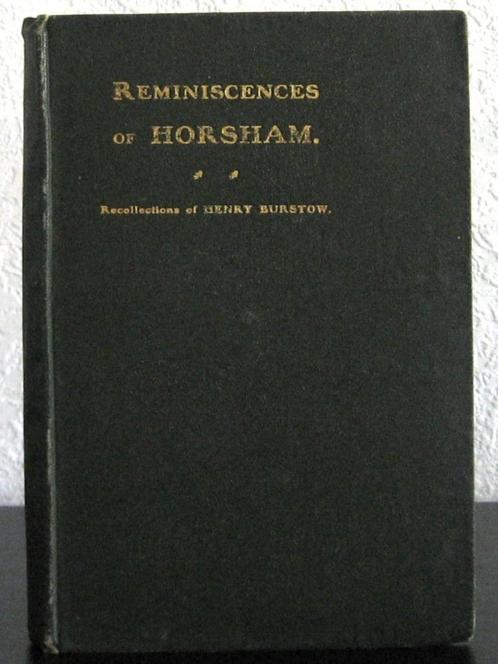 REMINISCENCES
OF HORSHAM.
Recollections of HENRY BURSTOW.